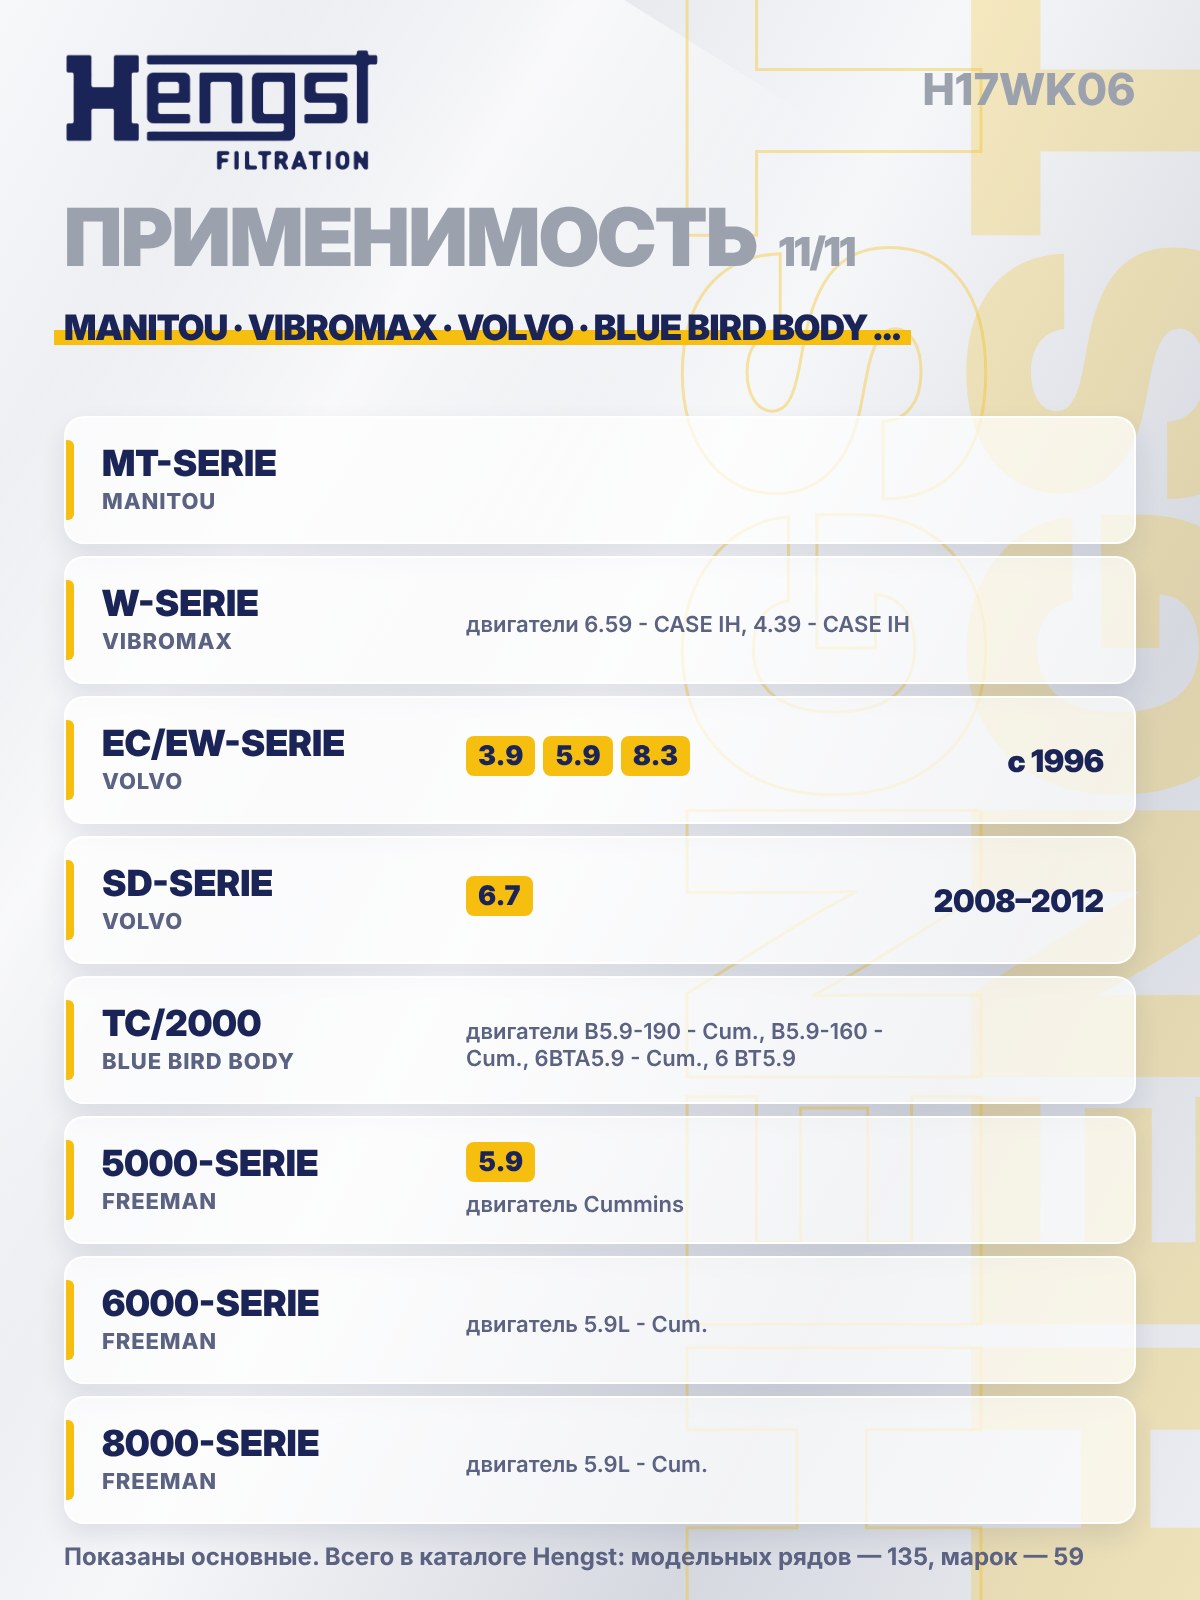 Hengst
FILTRATION
H17WK06
ПРИМЕНИМОСТЬ 11/11
MANITOU · VIBROMAX · VOLVO · BLUE BIRD BODY ...
MT-SERIE
MANITOU
W-SERIE
VIBROMAX
двигатели 6.59 - CASE IH, 4.39 - CASE IH
EC/EW-SERIE
VOLVO
3.9 5.9 8.3
с 1996
SD-SERIE
VOLVO
6.7
2008–2012
TC/2000
BLUE BIRD BODY
двигатели B5.9-190 - Cum., B5.9-160 -
Cum., 6BTA5.9 - Cum., 6 BT5.9
5000-SERIE
FREEMAN
5.9
двигатель Cummins
6000-SERIE
FREEMAN
двигатель 5.9L - Cum.
8000-SERIE
FREEMAN
двигатель 5.9L - Cum.
Показаны основные. Всего в каталоге Hengst: модельных рядов — 135, марок — 59
HENGST
HENGST